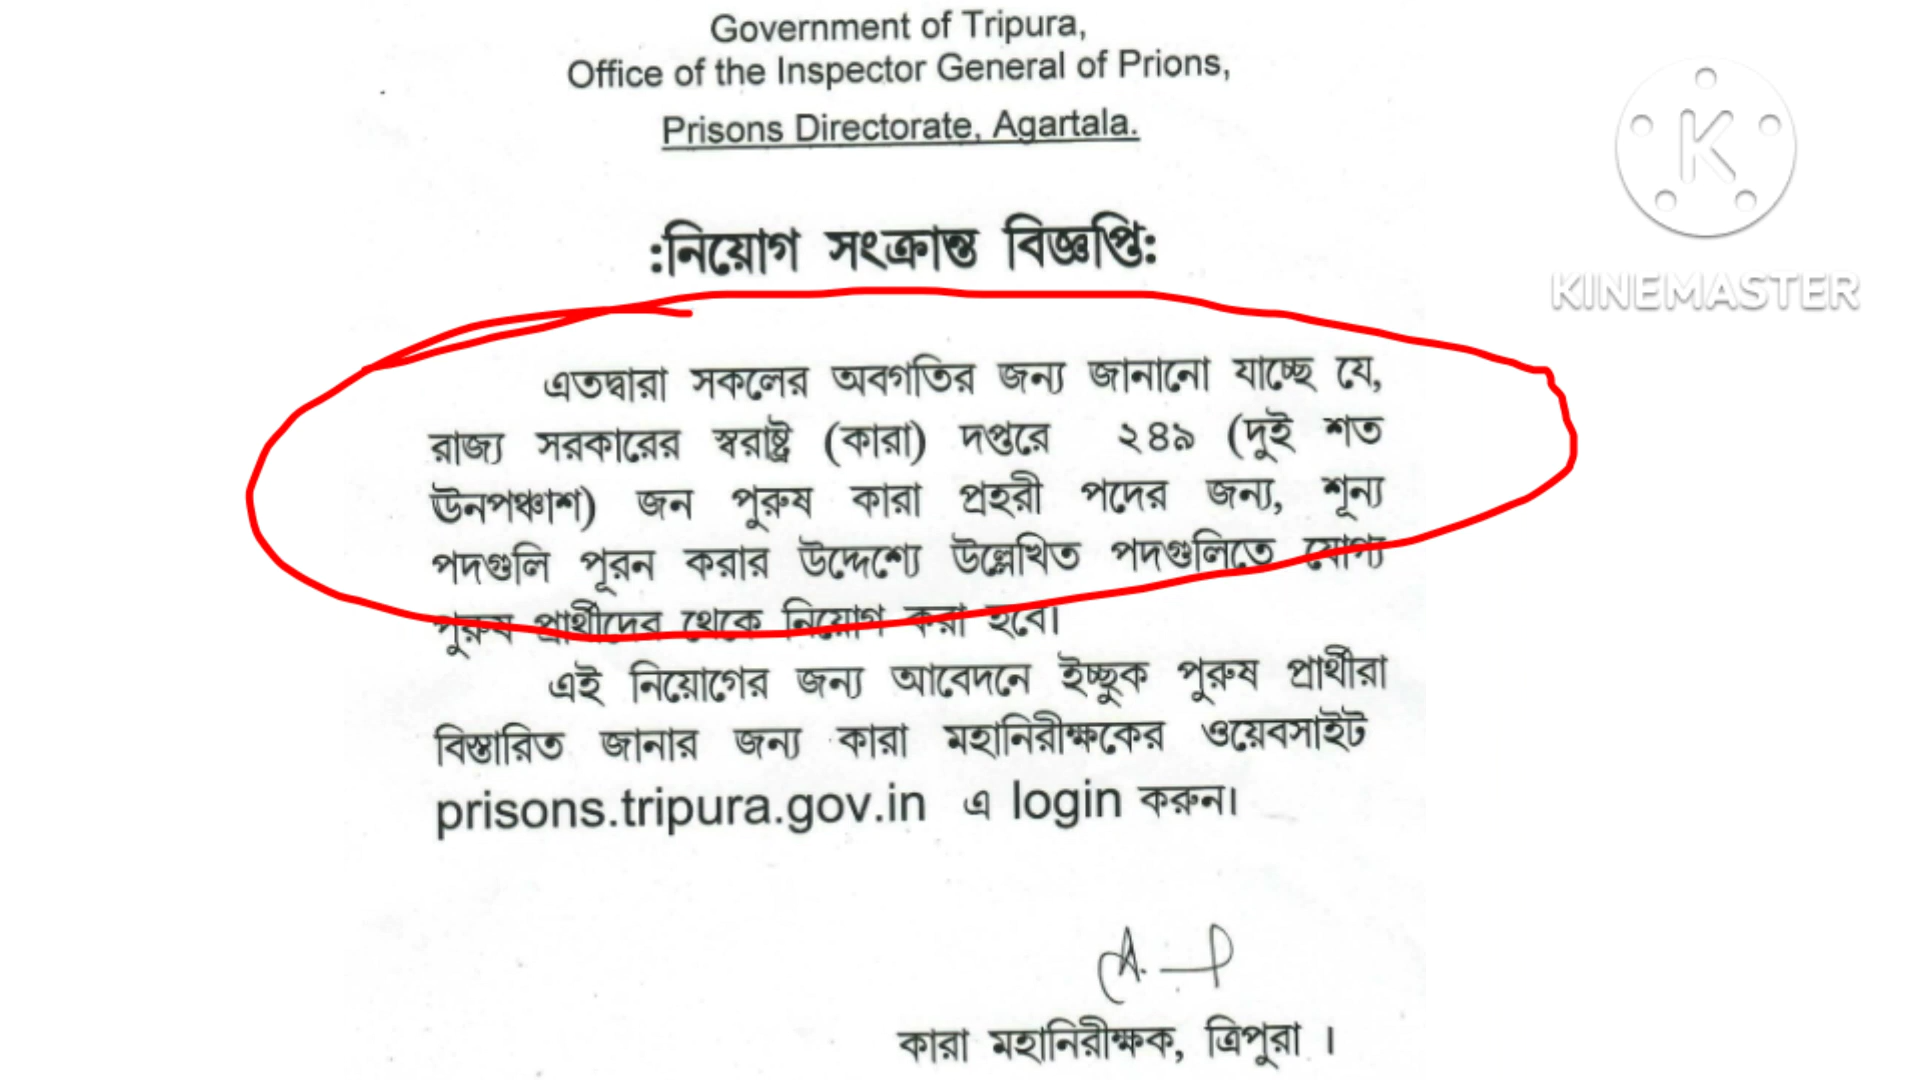 Government of Tripura,
Office of the Inspector General of Prions,
Prisons Directorate, Agartala.
:নিয়োগ সংক্রান্ত বিজ্ঞপ্তি:
এতদ্বারা সকলের অবগতির জন্য জানানো যাচ্ছে যে,
রাজ্য সরকারের স্বরাষ্ট্র (কারা) দপ্তরে ২৪৯ (দুই শত
ঊনপঞ্চাশ) জন পুরুষ কারা প্রহরী পদের জন্য, শূন্য
পদগুলি পূরন করার উদ্দেশ্যে উল্লেখিত পদগুলিতে যোগ্য
পুরুষ প্রার্থীদের থেকে নিয়োগ করা হবে।
এই নিয়োগের জন্য আবেদনে ইচ্ছুক পুরুষ প্রার্থীরা
বিস্তারিত জানার জন্য কারা মহানিরীক্ষকের ওয়েবসাইট
prisons.tripura.gov.in এ login করুন।
কারা মহানিরীক্ষক, ত্রিপুরা ।
K
KINEMASTER